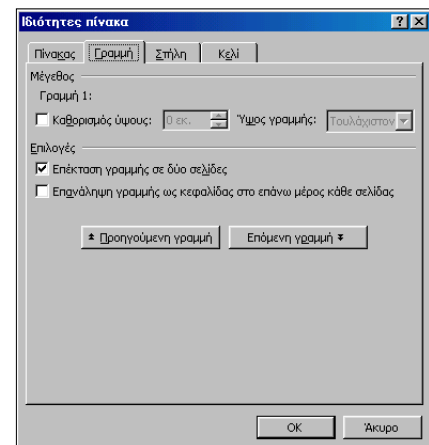 Ιδιότητες πίνακα
Πίνακας Γραμμή Στήλη Κελί
Μέγεθος
Γραμμή 1:
Καθορισμός ύψους: 0 εκ. Ύψος γραμμής: Τουλάχιστον
Επιλογές
Επέκταση γραμμής σε δύο σελίδες
Επανάληψη γραμμής ως κεφαλίδας στο επάνω μέρος κάθε σελίδας
Προηγούμενη γραμμή Επόμενη γραμμή
OK Άκυρο